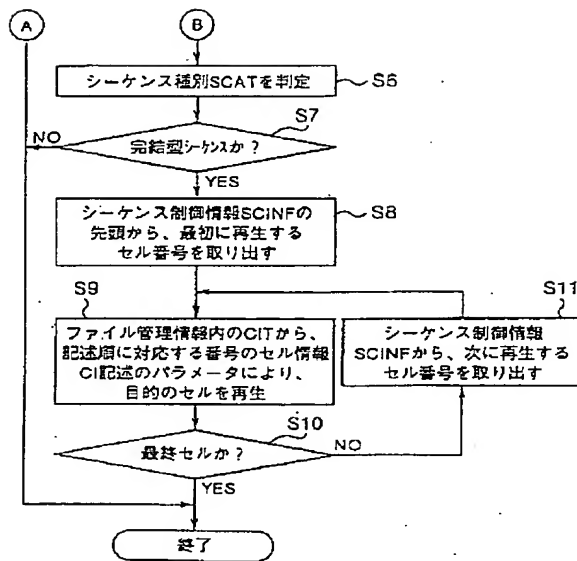 A
B
シーケンス種別SCATを判定
S6
S7
NO
完結型シーケンスか?
YES
シーケンス制御情報SCINFの
先頭から、最初に再生する
セル番号を取り出す
S8
S9
S11
ファイル管理情報内のCITから、
記述順に対応する番号のセル情報
CI記述のパラメータにより、
目的のセルを再生
シーケンス制御情報
SCINFから、次に再生する
セル番号を取り出す
S10
最終セルか?
NO
YES
終了